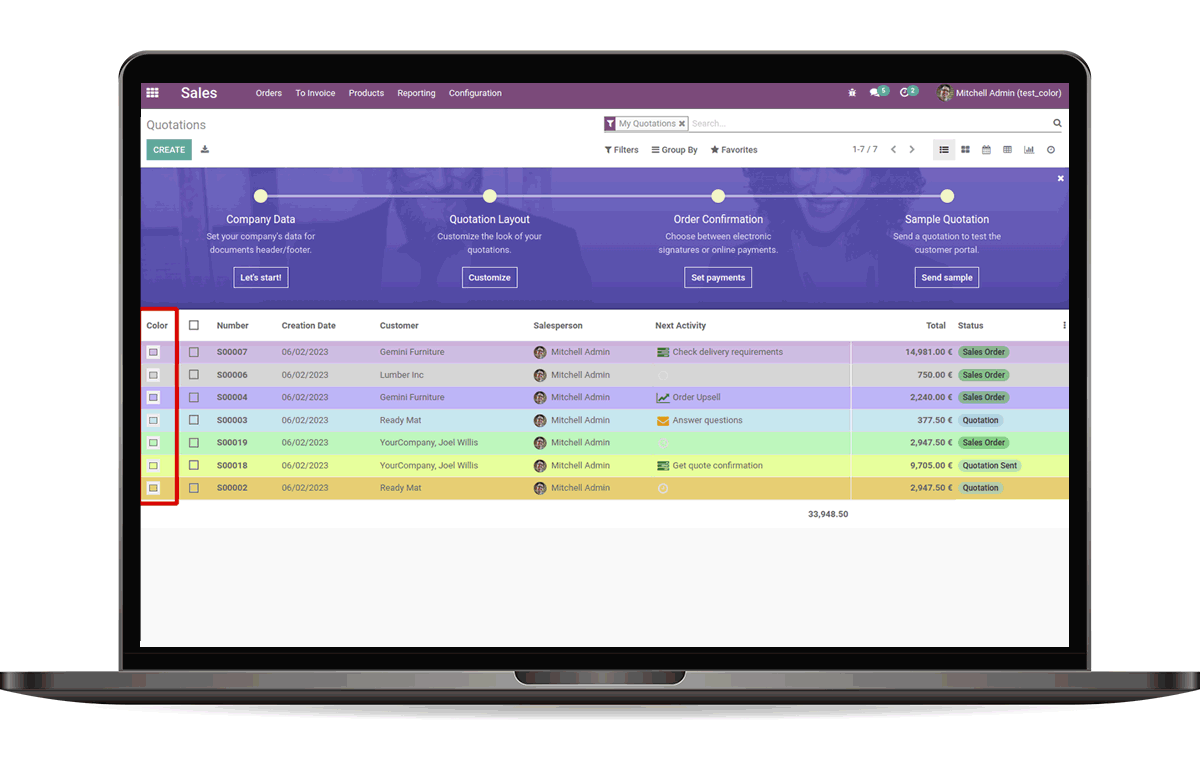 Sales Orders To Invoice Products Reporting Configuration 5 2 Mitchell Admin (test_color)
Quotations My Quotations Search...
CREATE Filters Group By Favorites 1-7 / 7
Company Data Quotation Layout Order Confirmation Sample Quotation
Set your company's data for Customize the look of your Choose between electronic Send a quotation to test the
documents header/footer. quotations. signatures or online payments. customer portal.
Let's start! Customize Set payments Send sample
Color Number Creation Date Customer Salesperson Next Activity Total Status
S00007 06/02/2023 Gemini Furniture Mitchell Admin Check delivery requirements 14,981.00 € Sales Order
S00006 06/02/2023 Lumber Inc Mitchell Admin 750.00 € Sales Order
S00004 06/02/2023 Gemini Furniture Mitchell Admin Order Upsell 2,240.00 € Sales Order
S00003 06/02/2023 Ready Mat Mitchell Admin Answer questions 377.50 € Quotation
S00019 06/02/2023 YourCompany, Joel Willis Mitchell Admin 2,947.50 € Sales Order
S00018 06/02/2023 YourCompany, Joel Willis Mitchell Admin Get quote confirmation 9,705.00 € Quotation Sent
S00002 06/02/2023 Ready Mat Mitchell Admin 2,947.50 € Quotation
33,948.50